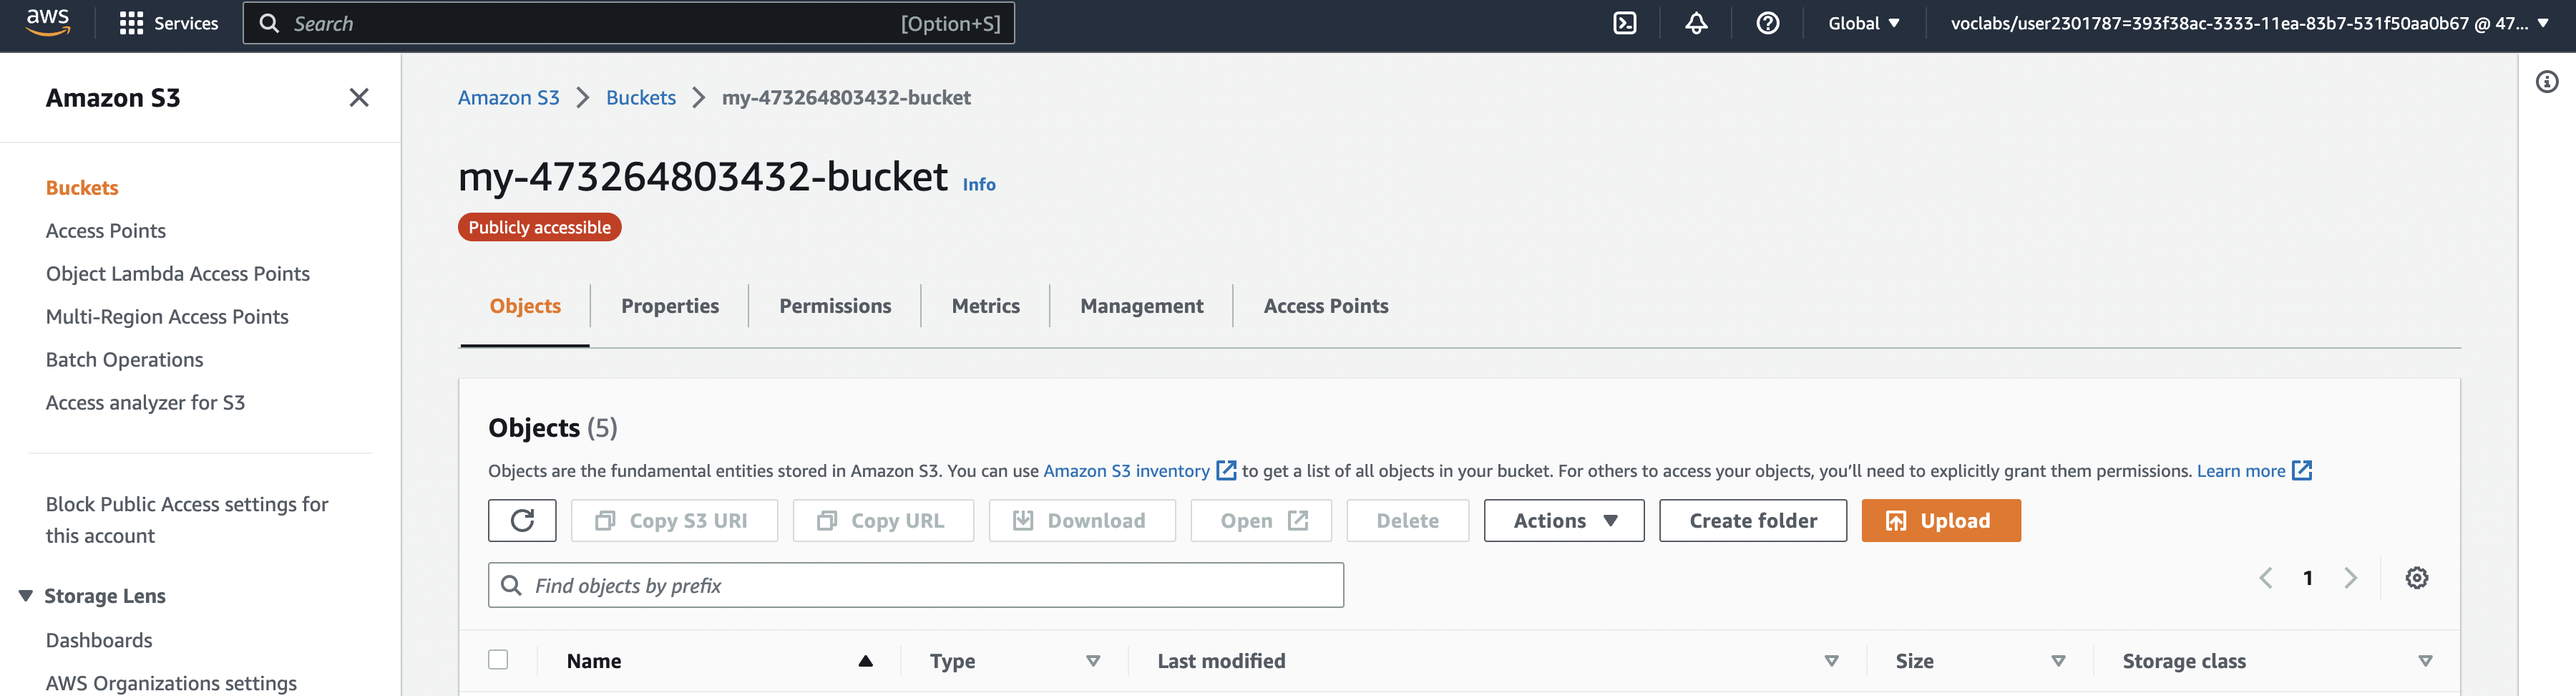 aws
Services
Search [Option+S]
Global
voclabs/user2301787=393f38ac-3333-11ea-83b7-531f50aa0b67 @ 47...
Amazon S3
Buckets
Access Points
Object Lambda Access Points
Multi-Region Access Points
Batch Operations
Access analyzer for S3
Block Public Access settings for
this account
Storage Lens
Dashboards
AWS Organizations settings
Amazon S3 > Buckets > my-473264803432-bucket
my-473264803432-bucket Info
Publicly accessible
Objects Properties Permissions Metrics Management Access Points
Objects (5)
Objects are the fundamental entities stored in Amazon S3. You can use Amazon S3 inventory to get a list of all objects in your bucket. For others to access your objects, you’ll need to explicitly grant them permissions. Learn more
Copy S3 URI Copy URL Download Open Delete Actions Create folder Upload
Find objects by prefix
1
Name Type Last modified Size Storage class